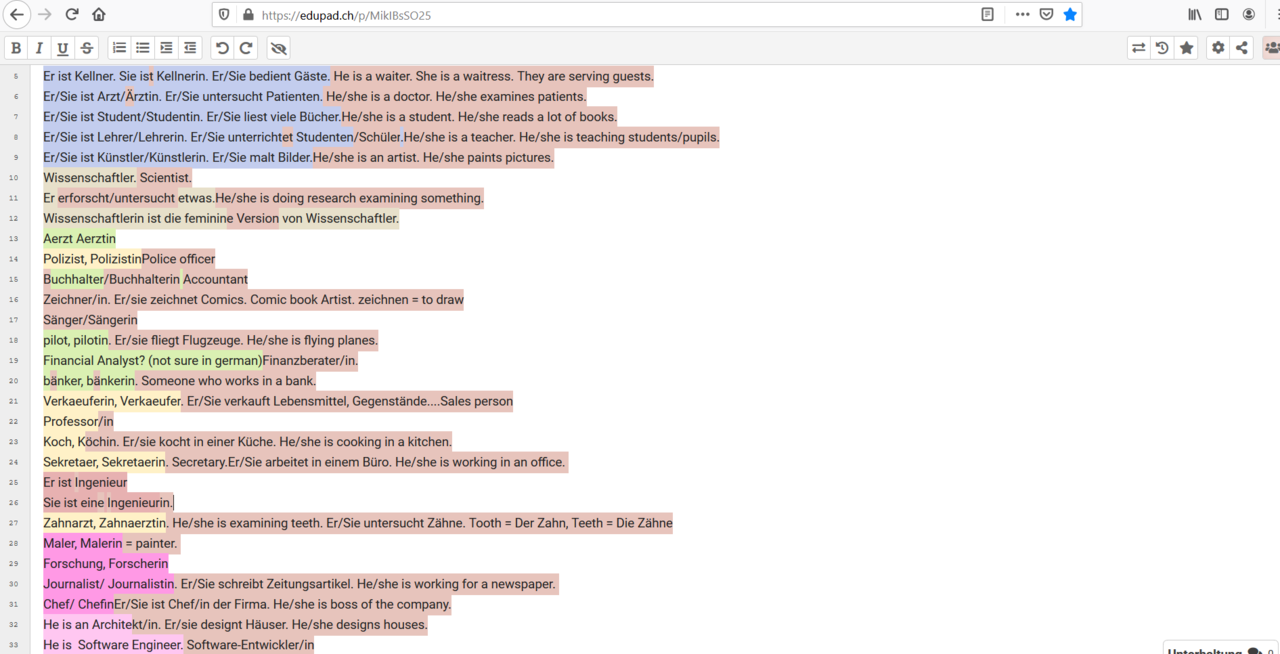 https://edupad.ch/p/MiklBsSO25
B I U S
5 Er ist Kellner. Sie ist Kellnerin. Er/Sie bedient Gäste. He is a waiter. She is a waitress. They are serving guests.
6 Er/Sie ist Arzt/Ärztin. Er/Sie untersucht Patienten. He/she is a doctor. He/she examines patients.
7 Er/Sie ist Student/Studentin. Er/Sie liest viele Bücher.He/she is a student. He/she reads a lot of books.
8 Er/Sie ist Lehrer/Lehrerin. Er/Sie unterrichtet Studenten/Schüler.He/she is a teacher. He/she is teaching students/pupils.
9 Er/Sie ist Künstler/Künstlerin. Er/Sie malt Bilder.He/she is an artist. He/she paints pictures.
10 Wissenschaftler. Scientist.
11 Er erforscht/untersucht etwas.He/she is doing research examining something.
12 Wissenschaftlerin ist die feminine Version von Wissenschaftler.
13 Aerzt Aerztin
14 Polizist, PolizistinPolice officer
15 Buchhalter/Buchhalterin Accountant
16 Zeichner/in. Er/sie zeichnet Comics. Comic book Artist. zeichnen = to draw
17 Sänger/Sängerin
18 pilot, pilotin. Er/sie fliegt Flugzeuge. He/she is flying planes.
19 Financial Analyst? (not sure in german)Finanzberater/in.
20 bänker, bänkerin. Someone who works in a bank.
21 Verkaeuferin, Verkaeufer. Er/Sie verkauft Lebensmittel, Gegenstände....Sales person
22 Professor/in
23 Koch, Köchin. Er/sie kocht in einer Küche. He/she is cooking in a kitchen.
24 Sekretaer, Sekretaerin. Secretary.Er/Sie arbeitet in einem Büro. He/she is working in an office.
25 Er ist Ingenieur
26 Sie ist eine Ingenieurin.
27 Zahnarzt, Zahnaerztin. He/she is examining teeth. Er/Sie untersucht Zähne. Tooth = Der Zahn, Teeth = Die Zähne
28 Maler, Malerin = painter.
29 Forschung, Forscherin
30 Journalist/ Journalistin. Er/Sie schreibt Zeitungsartikel. He/she is working for a newspaper.
31 Chef/ ChefinEr/Sie ist Chef/in der Firma. He/she is boss of the company.
32 He is an Architekt/in. Er/sie designt Häuser. He/she designs houses.
33 He is  Software Engineer. Software-Entwickler/in
Unterhaltung 0